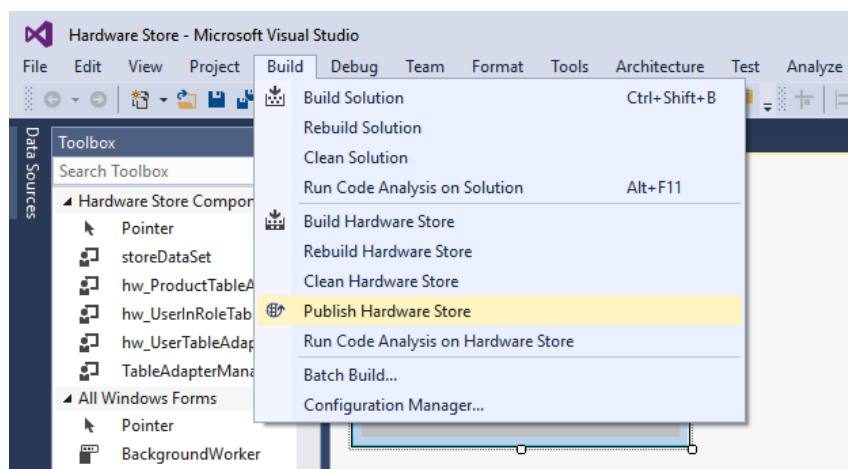 Hardware Store - Microsoft Visual Studio
File Edit View Project Build Debug Team Format Tools Architecture Test Analyze
Build Solution Ctrl+Shift+B
Rebuild Solution
Clean Solution
Run Code Analysis on Solution Alt+F11
Build Hardware Store
Rebuild Hardware Store
Clean Hardware Store
Publish Hardware Store
Run Code Analysis on Hardware Store
Batch Build...
Configuration Manager...
Data Sources
Toolbox
Search Toolbox
Hardware Store Compon
Pointer
storeDataSet
hw_ProductTableA
hw_UserInRoleTab
hw_UserTableAdap
TableAdapterMana
All Windows Forms
Pointer
BackgroundWorker